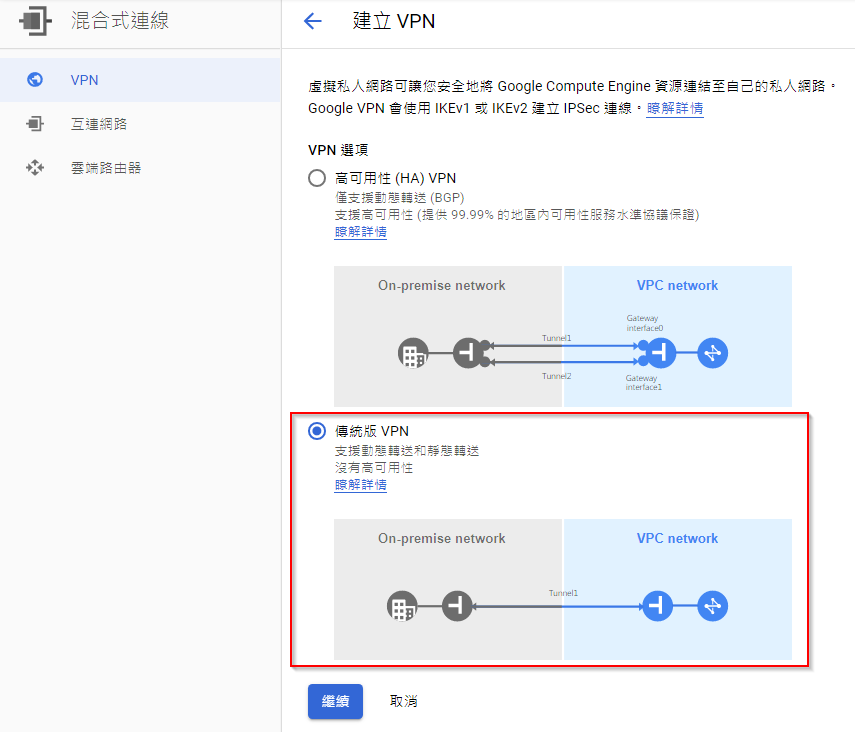 混合式連線
建立 VPN
VPN
互連網路
雲端路由器
虛擬私人網路可讓您安全地將 Google Compute Engine 資源連結至自己的私人網路。
Google VPN 會使用 IKEv1 或 IKEv2 建立 IPSec 連線。瞭解詳情
VPN 選項
高可用性 (HA) VPN
僅支援動態轉送 (BGP)
支援高可用性 (提供 99.99% 的地區內可用性服務水準協議保證)
瞭解詳情
On-premise network
VPC network
Gateway
interface0
Tunnel1
Tunnel2
Gateway
interface1
傳統版 VPN
支援動態轉送和靜態轉送
沒有高可用性
瞭解詳情
On-premise network
VPC network
Tunnel1
繼續
取消